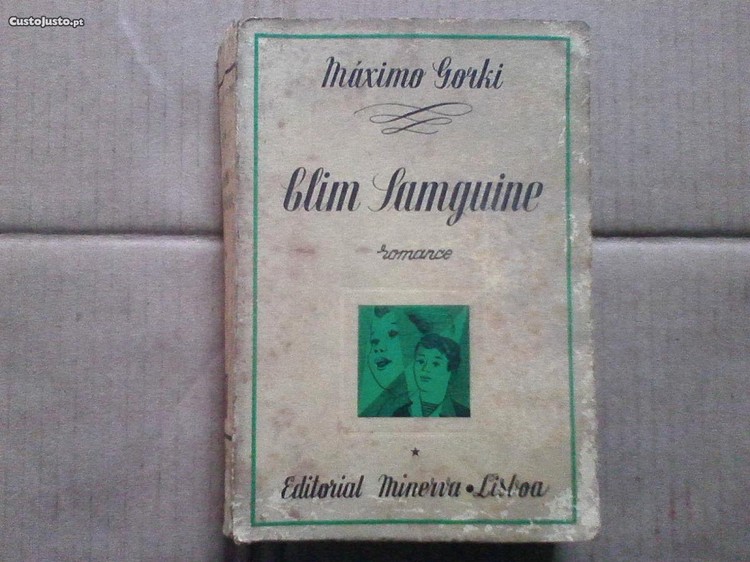 CustoJusto.pt
Máximo Gorki
Clim Samguine
romance
Editorial Minerva • Lisboa